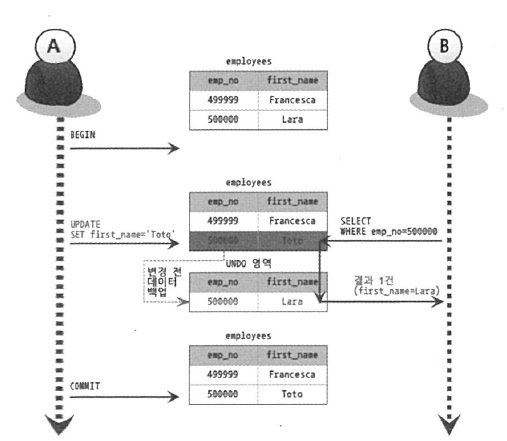 A
B
employees
emp_no first_name
499999 Francesca
500000 Lara
BEGIN
employees
emp_no first_name
499999 Francesca
500000 Toto
UPDATE
SET first_name='Toto'
SELECT
WHERE emp_no=500000
변경 전
데이터
백업
UNDO 영역
emp_no first_name
500000 Lara
결과 1건
(first_name=Lara)
employees
emp_no first_name
499999 Francesca
500000 Toto
COMMIT